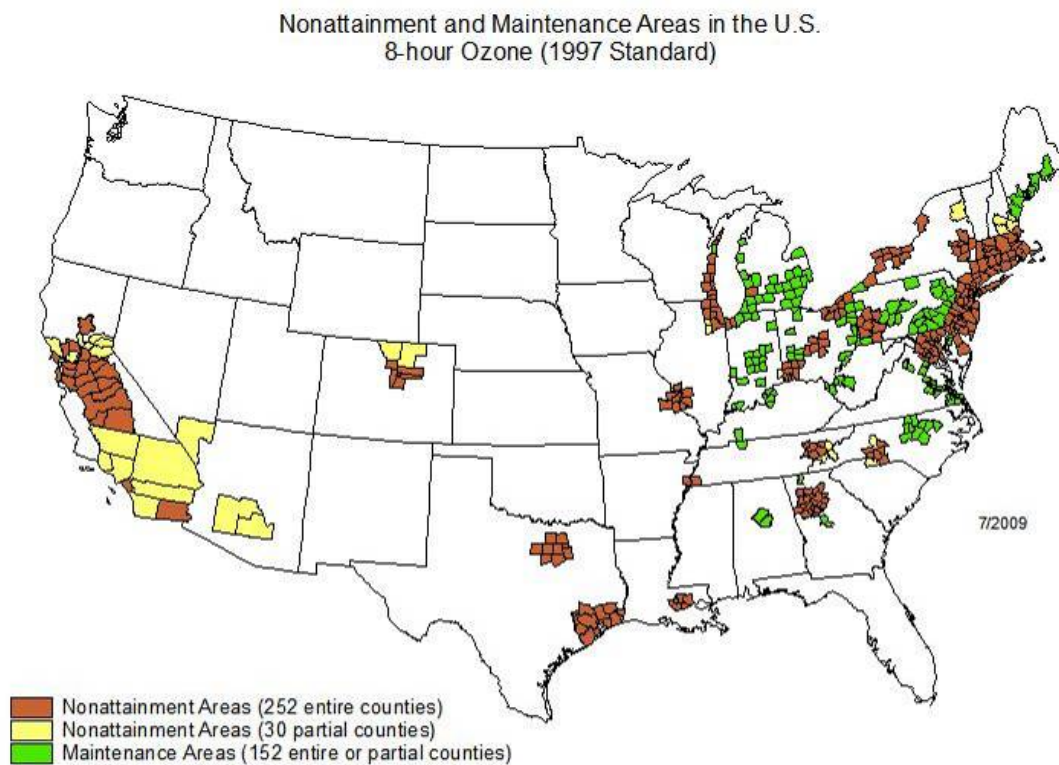 Nonattainment and Maintenance Areas in the U.S.
8-hour Ozone (1997 Standard)
7/2009
Nonattainment Areas (252 entire counties)
Nonattainment Areas (30 partial counties)
Maintenance Areas (152 entire or partial counties)